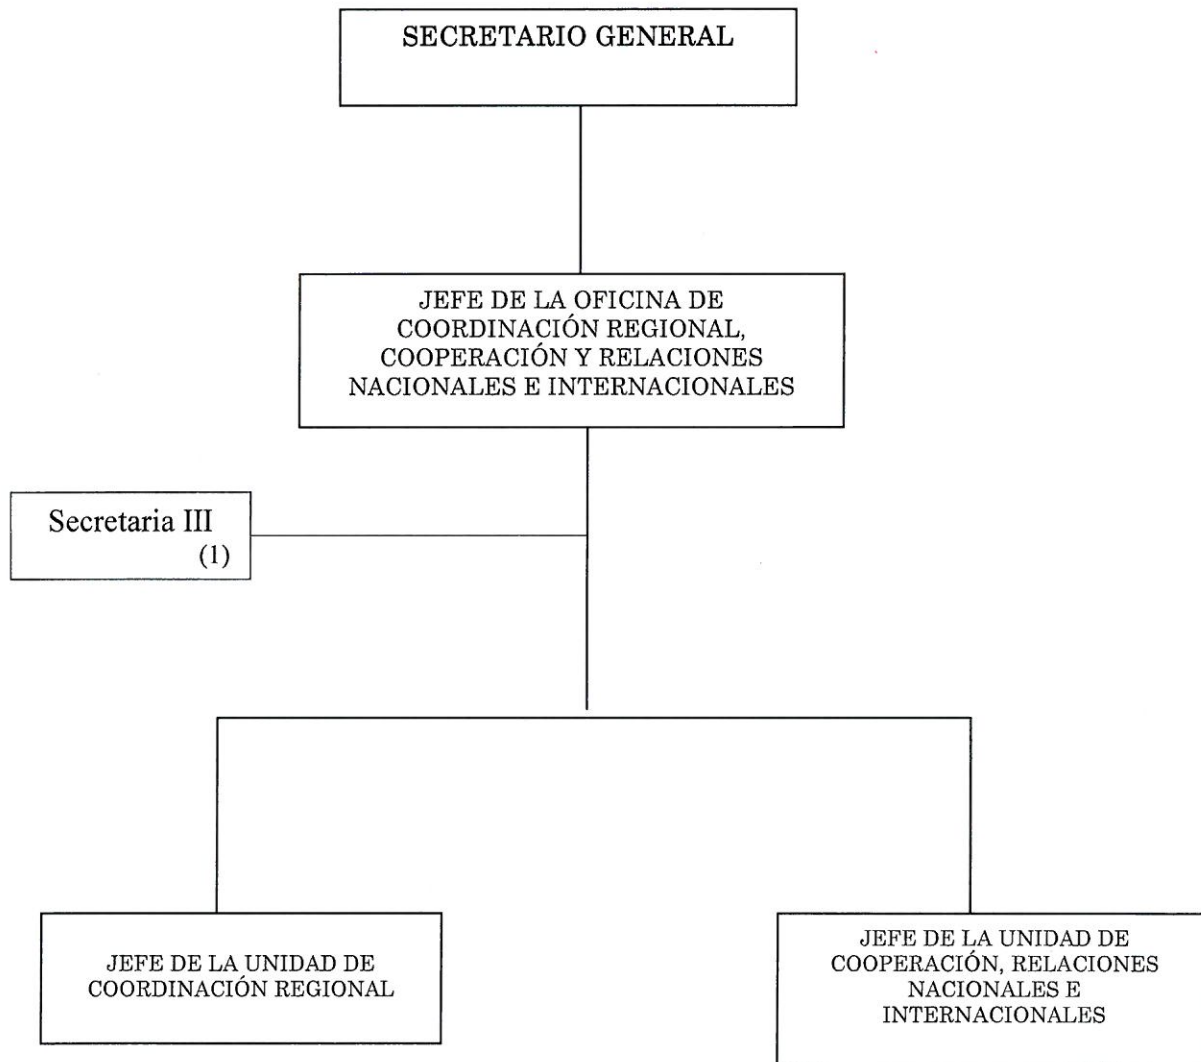 SECRETARIO GENERAL
JEFE DE LA OFICINA DE
COORDINACIÓN REGIONAL,
COOPERACIÓN Y RELACIONES
NACIONALES E INTERNACIONALES
Secretaria III
(1)
JEFE DE LA UNIDAD DE
COORDINACIÓN REGIONAL
JEFE DE LA UNIDAD DE
COOPERACIÓN, RELACIONES
NACIONALES E
INTERNACIONALES